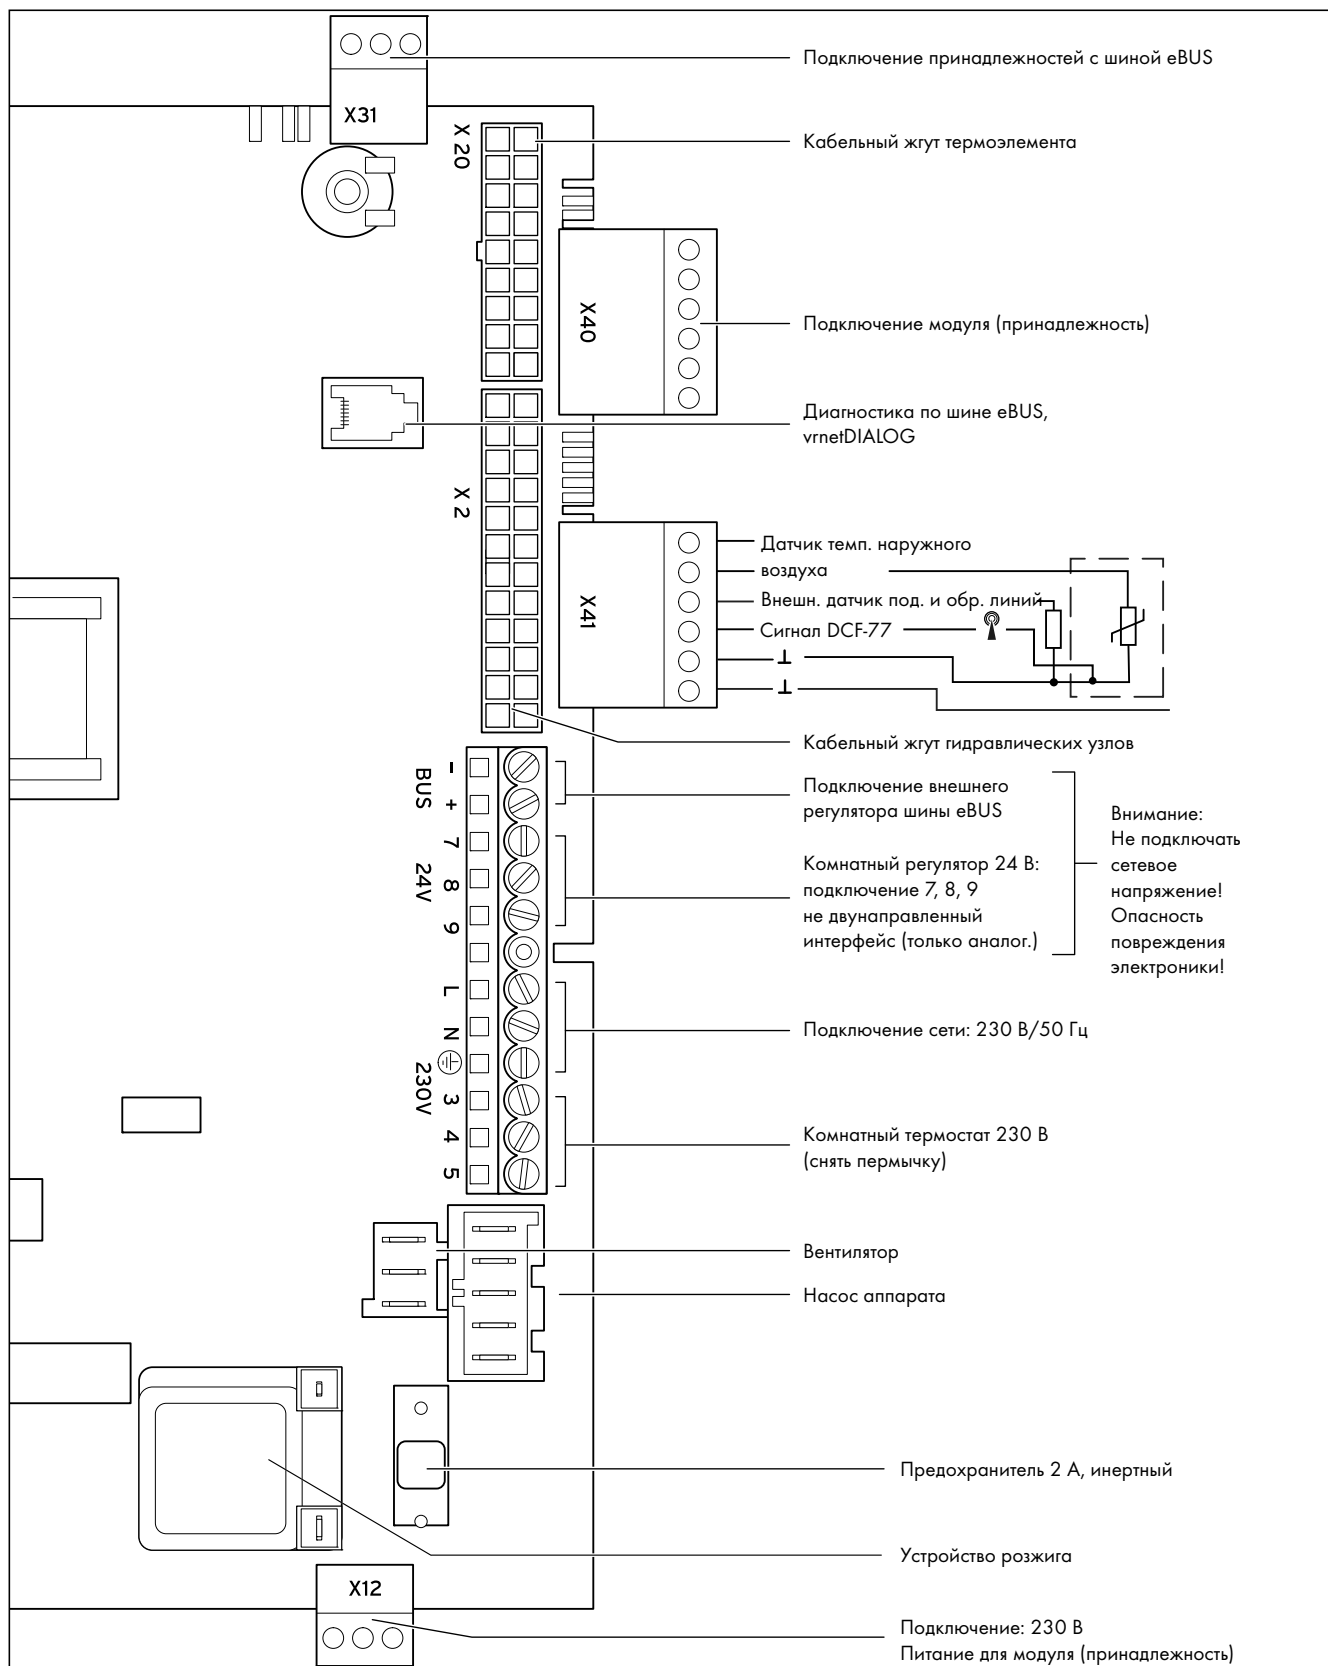 Подключение принадлежностей с шиной eBUS
X31
X 20
Кабельный жгут термоэлемента
X40
Подключение модуля (принадлежность)
Диагностика по шине eBUS,
vrnetDIALOG
X 2
X41
Датчик темп. наружного
воздуха
Внешн. датчик под. и обр. линий
Сигнал DCF-77
Кабельный жгут гидравлических узлов
BUS
-
+
Подключение внешнего
регулятора шины eBUS
24V
7
8
9
Комнатный регулятор 24 В:
подключение 7, 8, 9
не двунаправленный
интерфейс (только аналог.)
Внимание:
Не подключать
сетевое
напряжение!
Опасность
повреждения
электроники!
230V
L
N
Подключение сети: 230 В/50 Гц
3
4
5
Комнатный термостат 230 В
(снять пермычку)
Вентилятор
Насос аппарата
Предохранитель 2 А, инертный
Устройство розжига
X12
Подключение: 230 В
Питание для модуля (принадлежность)